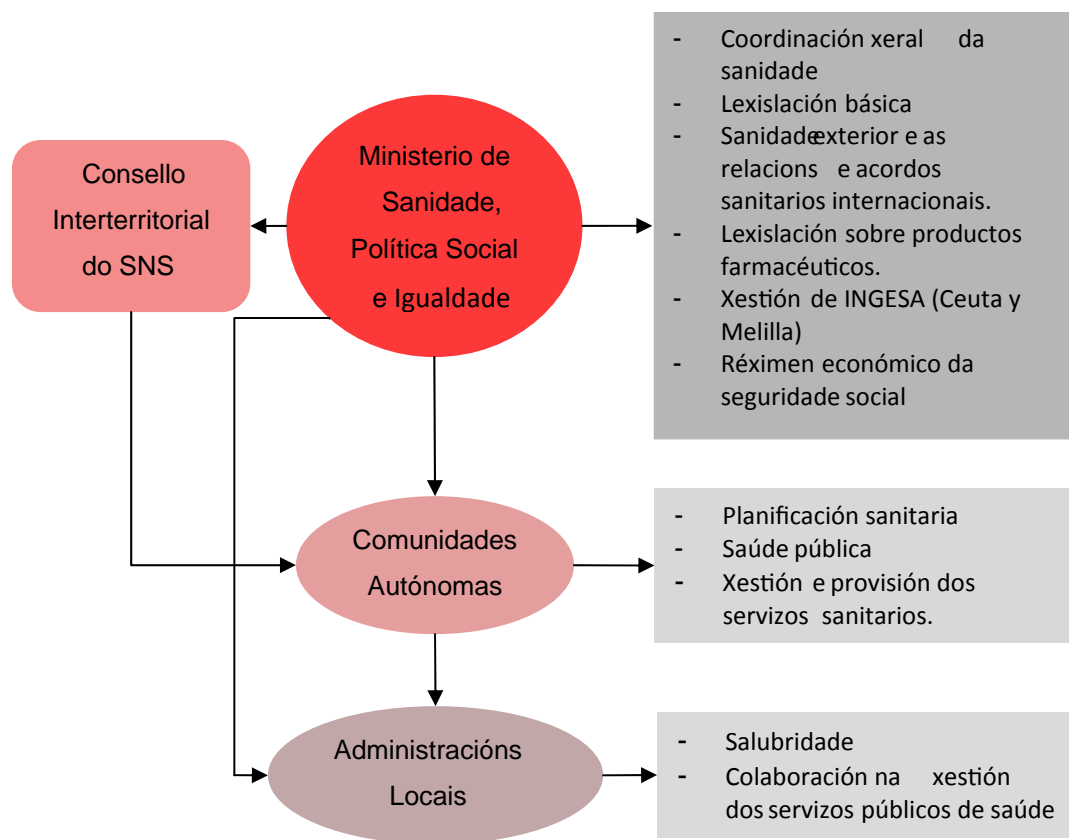 Consello
Interterritorial
do SNS
Ministerio de
Sanidade,
Política Social
e Igualdade
- Coordinación xeral da
sanidade
- Lexislación básica
- Sanidade exterior e as
relacions e acordos
sanitarios internacionais.
- Lexislación sobre productos
farmacéuticos.
- Xestión de INGESA (Ceuta y
Melilla)
- Réximen económico da
seguridade social
Comunidades
Autónomas
- Planificación sanitaria
- Saúde pública
- Xestión e provisión dos
servizos sanitarios.
Administracións
Locais
- Salubridade
- Colaboración na xestión
dos servizos públicos de saúde